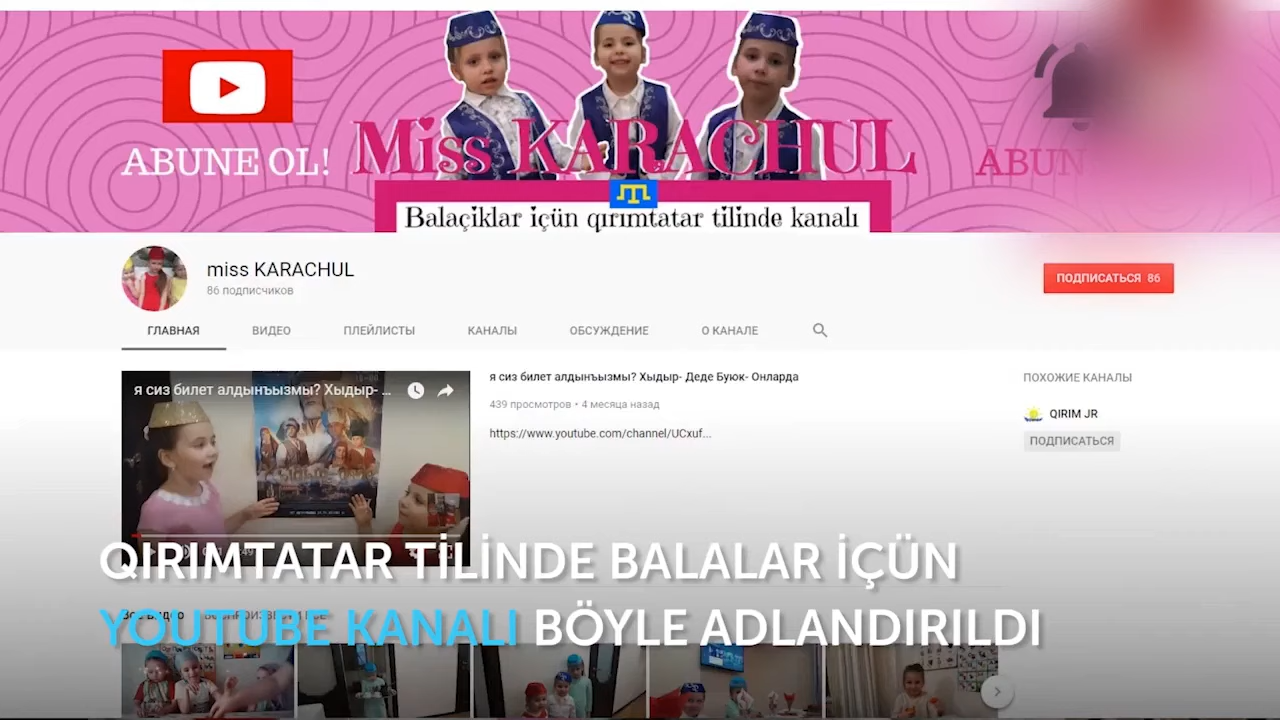 ABUNE OL!
Miss KARACHUL
ABUN
Balaçiklar içün qırımtatar tilinde kanalı
miss KARACHUL
86 подписчиков
ПОДПИСАТЬСЯ 86
ГЛАВНАЯ ВИДЕО ПЛЕЙЛИСТЫ КАНАЛЫ ОБСУЖДЕНИЕ О КАНАЛЕ
я сиз билет алдынъызмы? Хыдыр- ...
я сиз билет алдынъызмы? Хыдыр- Деде Буюк- Онларда
439 просмотров • 4 месяца назад
https://www.youtube.com/channel/UCxuf...
ПОХОЖИЕ КАНАЛЫ
QIRIM JR
ПОДПИСАТЬСЯ
QIRIMTATAR TİLİNDE BALALAR İÇÜN
YOUTUBE KANALI BÖYLE ADLANDIRILDI